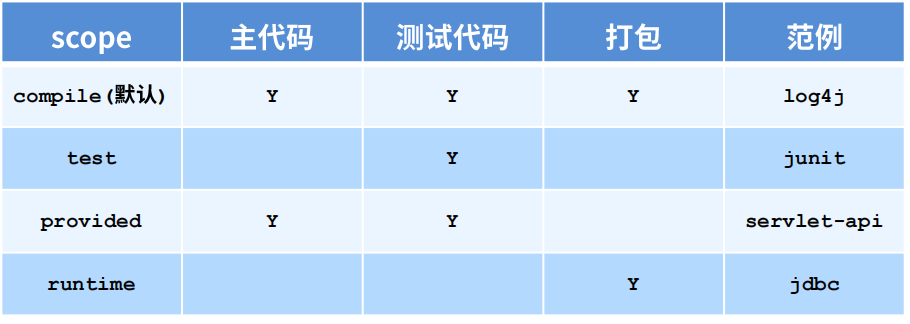 scope 主代码 测试代码 打包 范例
compile(默认) Y Y Y log4j
test Y junit
provided Y Y servlet-api
runtime Y jdbc